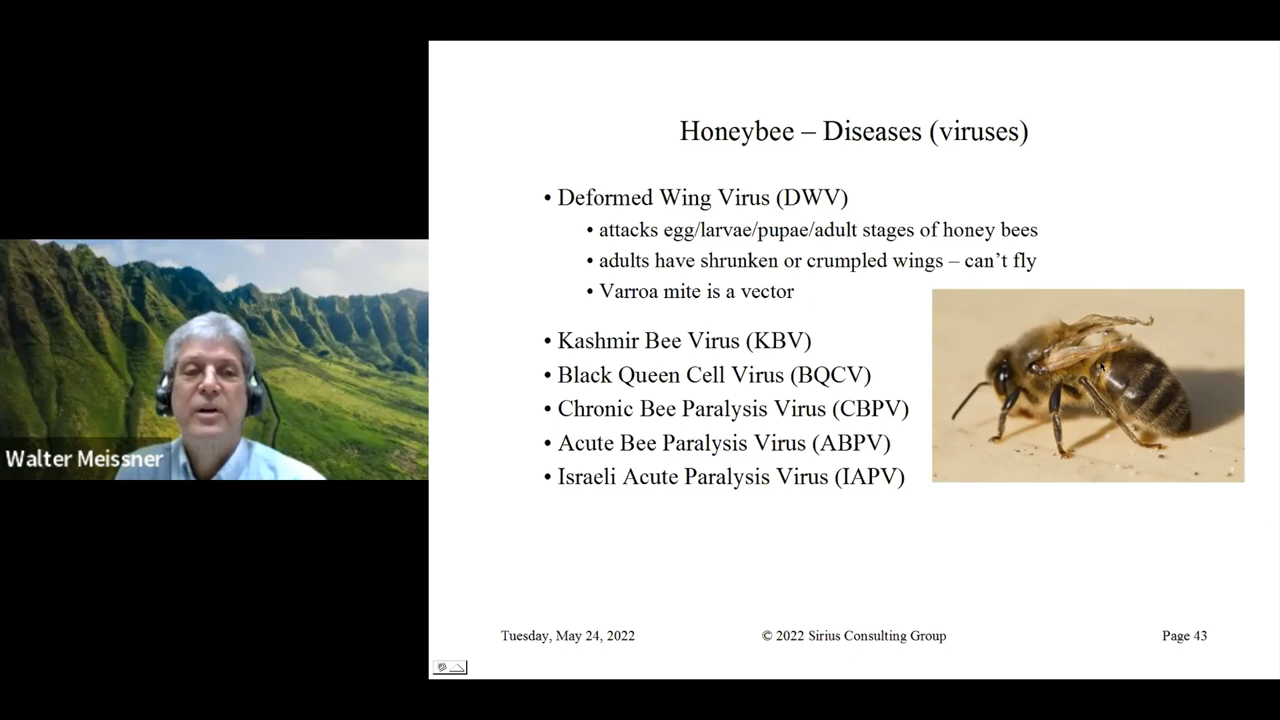 Honeybee – Diseases (viruses)
• Deformed Wing Virus (DWV)
• attacks egg/larvae/pupae/adult stages of honey bees
• adults have shrunken or crumpled wings – can't fly
• Varroa mite is a vector
• Kashmir Bee Virus (KBV)
• Black Queen Cell Virus (BQCV)
• Chronic Bee Paralysis Virus (CBPV)
• Acute Bee Paralysis Virus (ABPV)
• Israeli Acute Paralysis Virus (IAPV)
Walter Meissner
Tuesday, May 24, 2022 © 2022 Sirius Consulting Group Page 43